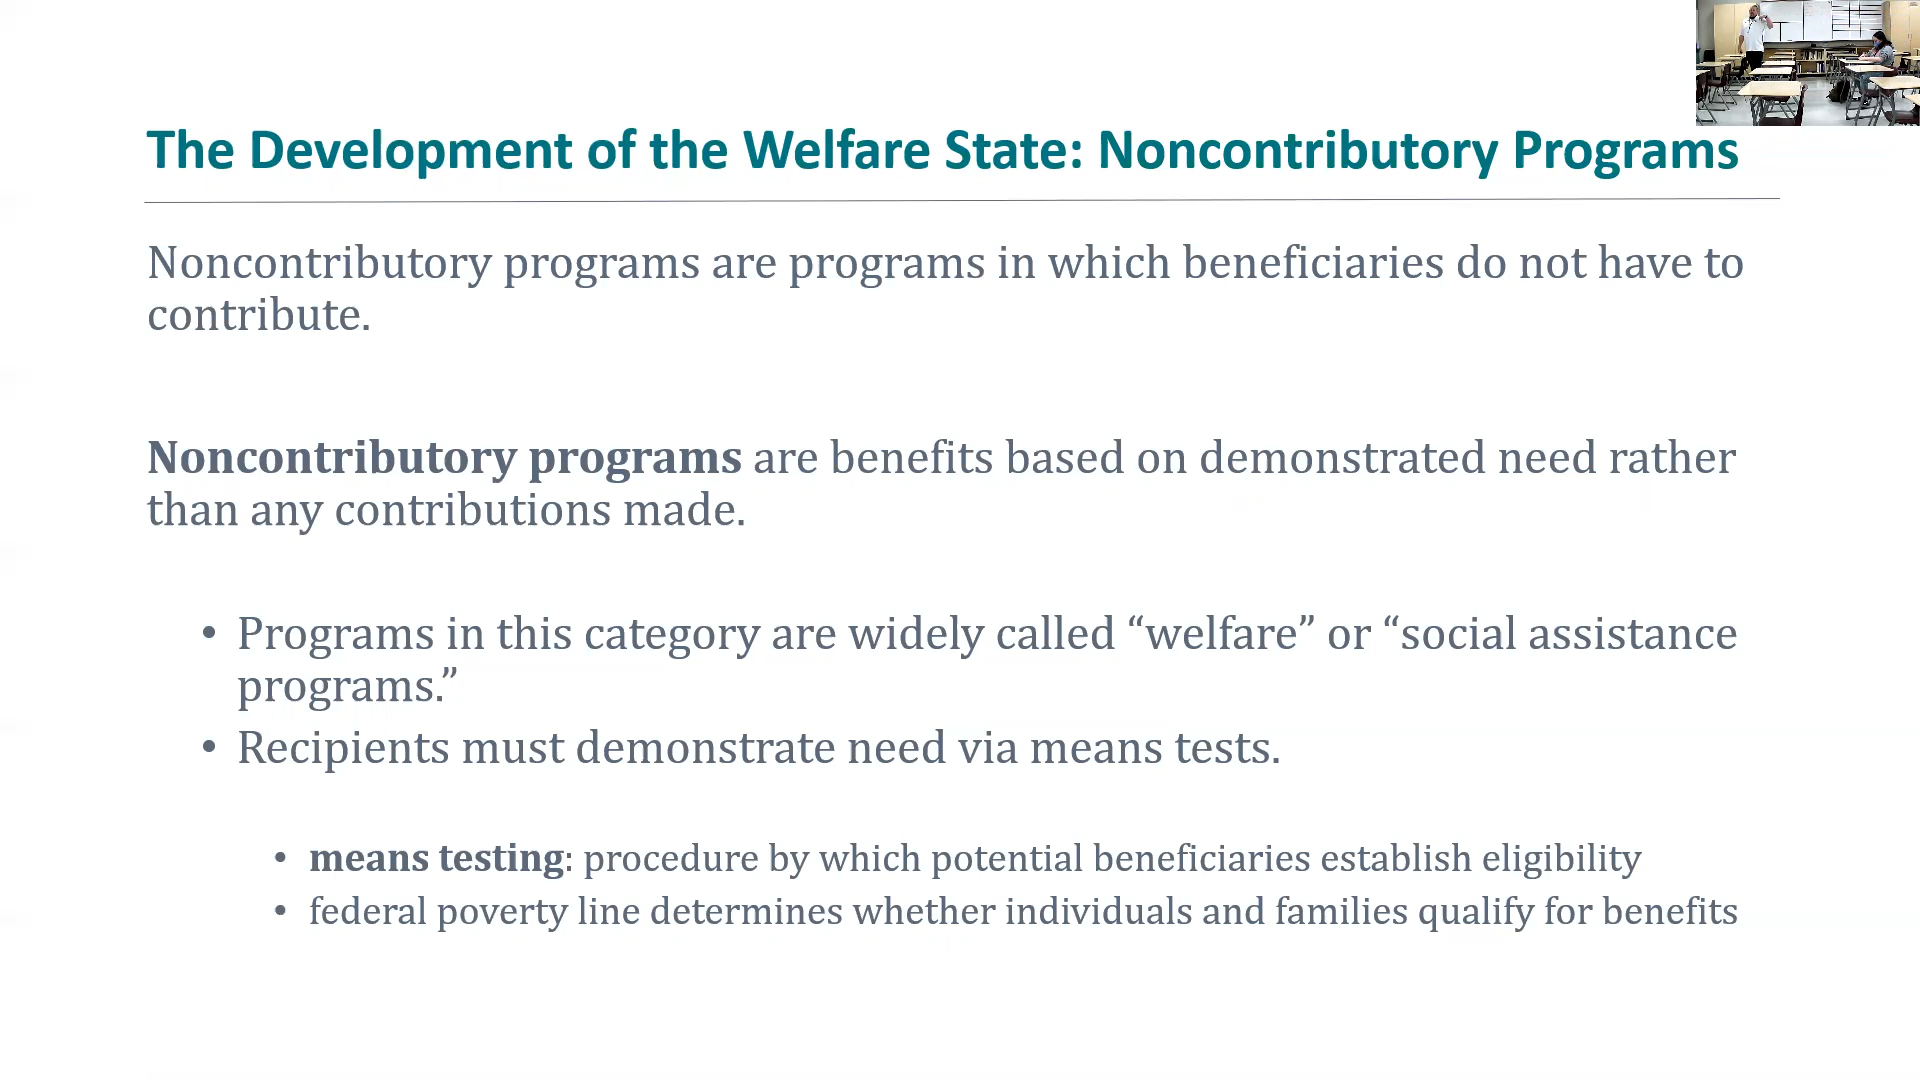 The Development of the Welfare State: Noncontributory Programs
Noncontributory programs are programs in which beneficiaries do not have to
contribute.
Noncontributory programs are benefits based on demonstrated need rather
than any contributions made.
• Programs in this category are widely called “welfare” or “social assistance
programs.”
• Recipients must demonstrate need via means tests.
• means testing: procedure by which potential beneficiaries establish eligibility
• federal poverty line determines whether individuals and families qualify for benefits